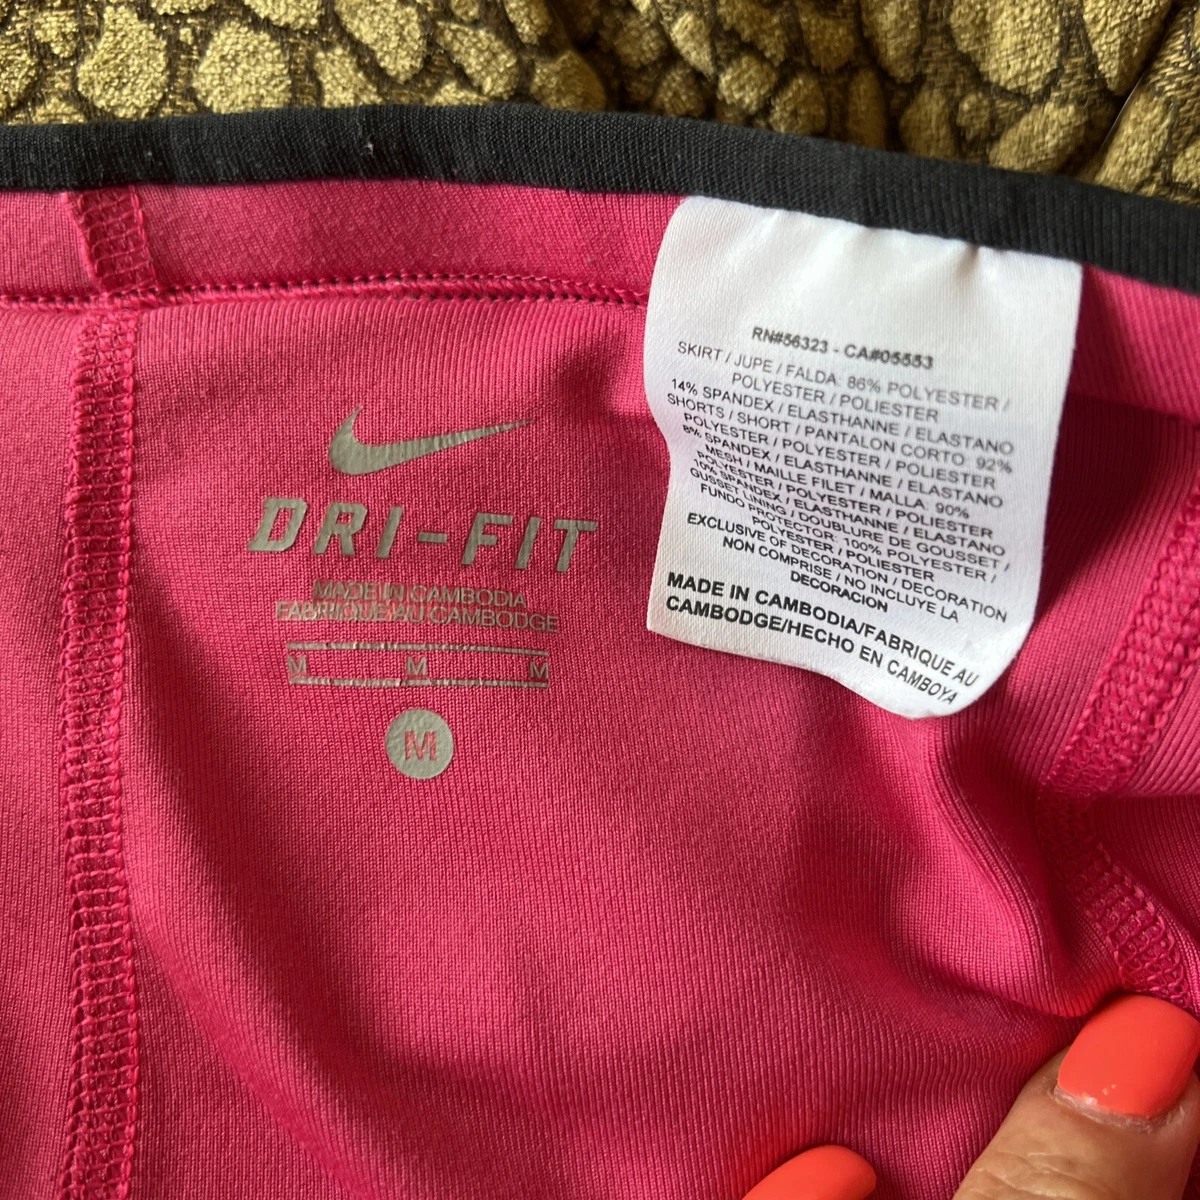 DRI-FIT
MADE IN CAMBODIA
FABRIQUE AU CAMBODGE
M M M
M
RN#56323 - CA#05553
SKIRT / JUPE / FALDA: 86% POLYESTER /
POLYESTER / POLIESTER
14% SPANDEX / ELASTHANNE / ELASTANO
SHORTS / SHORT / PANTALON CORTO: 92%
POLYESTER / POLYESTER / POLIESTER
8% SPANDEX / ELASTHANNE / ELASTANO
MESH / MAILLE FILET / MALLA: 90%
POLYESTER / POLYESTER / POLIESTER
10% SPANDEX / ELASTHANNE / ELASTANO
GUSSET LINING / DOUBLURE DE GOUSSET /
FUNDO PROTECTOR: 100% POLYESTER /
POLYESTER / POLIESTER
EXCLUSIVE OF DECORATION / DECORATION
NON COMPRISE / NO INCLUYE LA
DECORACION
MADE IN CAMBODIA/FABRIQUE AU
CAMBODGE/HECHO EN CAMBOYA